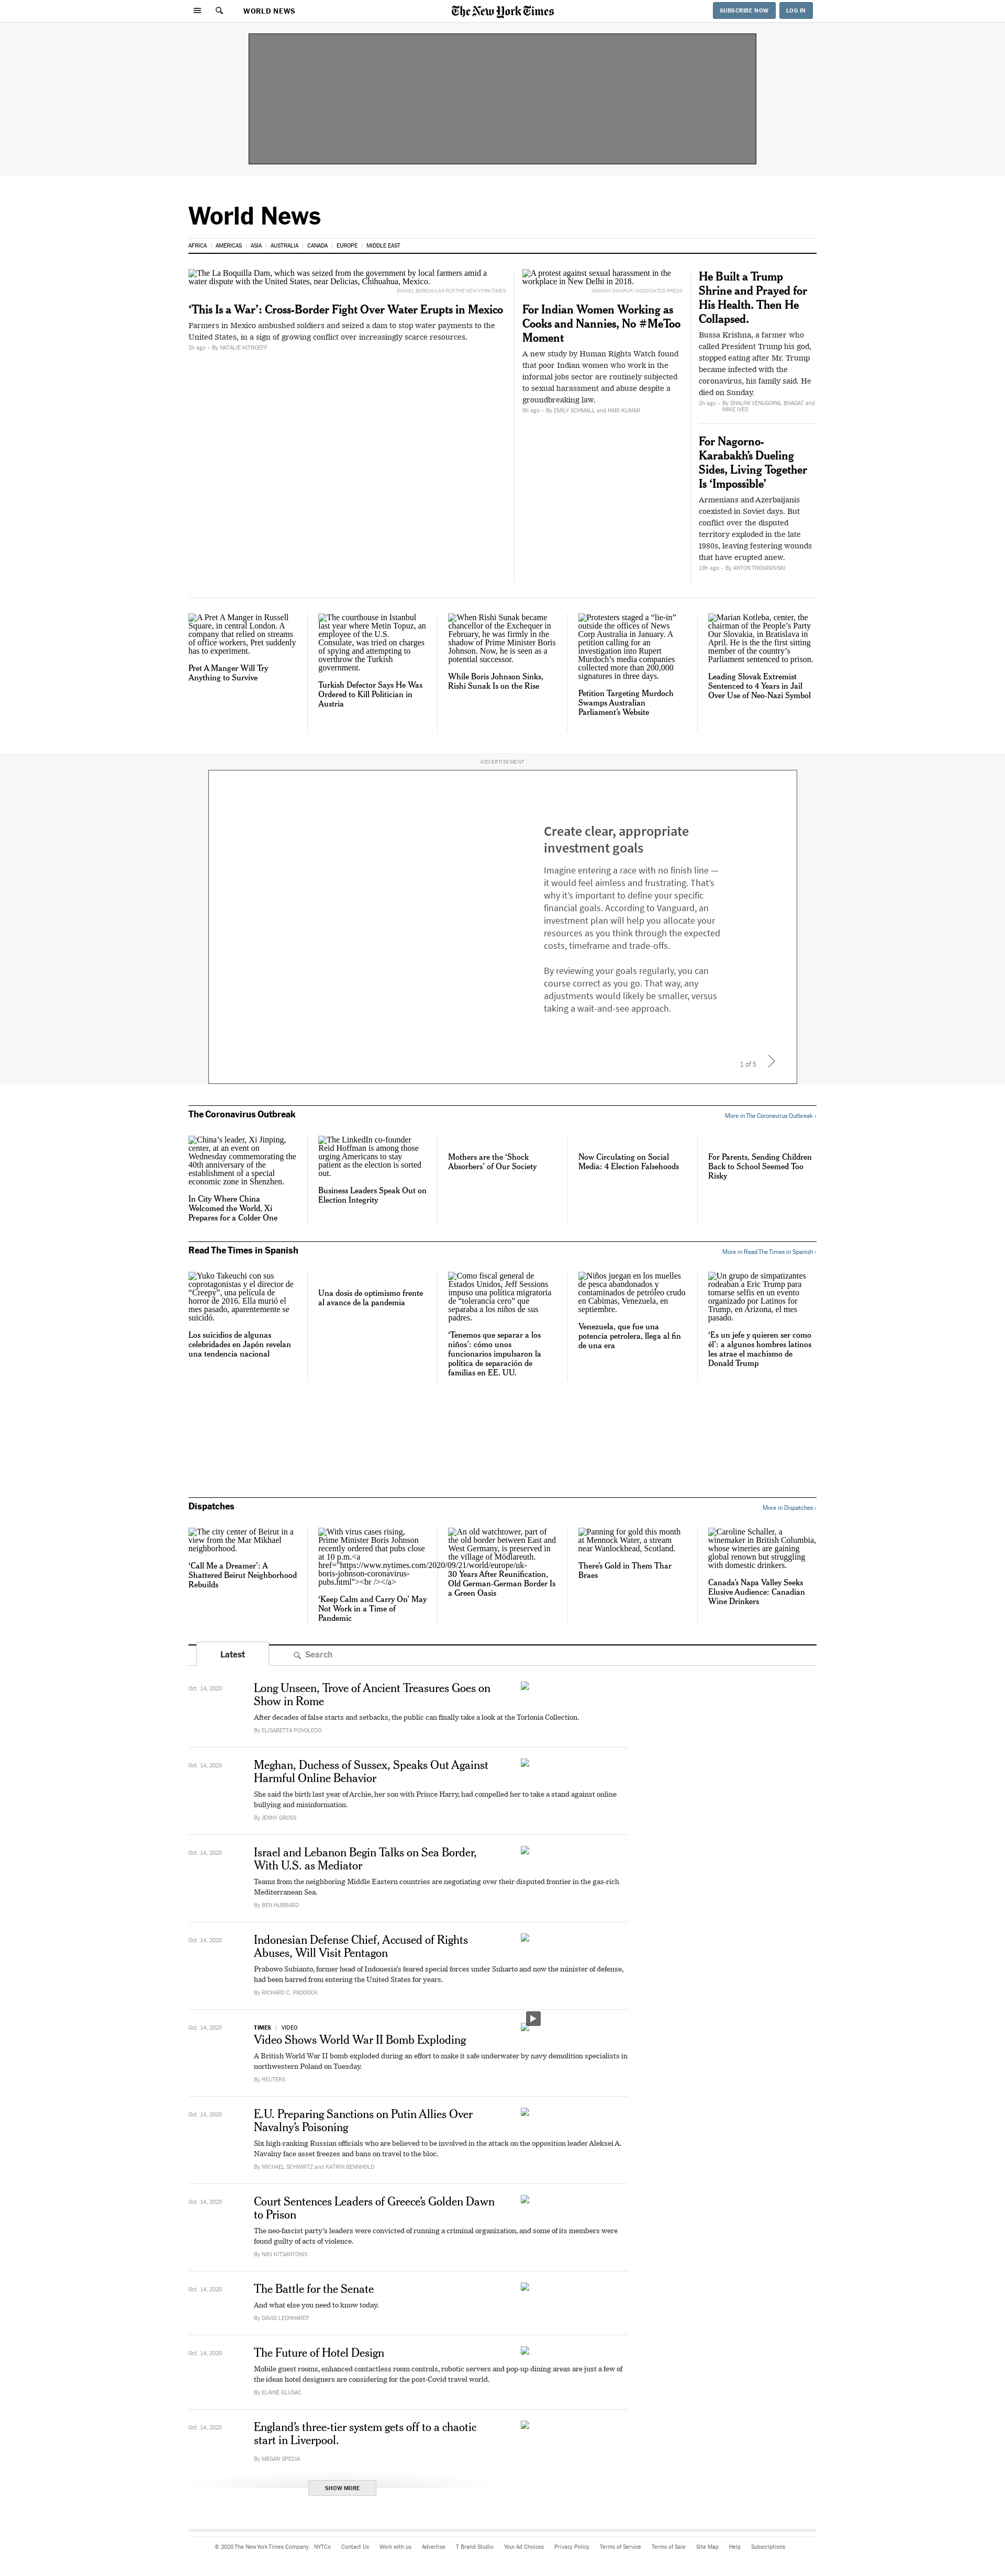 WORLD NEWS
The New York Times
SUBSCRIBE NOW
LOG IN
World News
AFRICA
AMERICAS
ASIA
AUSTRALIA
CANADA
EUROPE
MIDDLE EAST
The La Boquilla Dam, which was seized from the government by local farmers amid a
water dispute with the United States, near Delicias, Chihuahua, Mexico.
DANIEL BEREHULAK FOR THE NEW YORK TIMES
‘This Is a War’: Cross-Border Fight Over Water Erupts in Mexico
Farmers in Mexico ambushed soldiers and seized a dam to stop water payments to the
United States, in a sign of growing conflict over increasingly scarce resources.
2h ago - By NATALIE KITROEFF
A protest against sexual harassment in the
workplace in New Delhi in 2018.
MANISH SWARUP/ASSOCIATED PRESS
For Indian Women Working as
Cooks and Nannies, No #MeToo
Moment
A new study by Human Rights Watch found
that poor Indian women who work in the
informal jobs sector are routinely subjected
to sexual harassment and abuse despite a
groundbreaking law.
6h ago - By EMILY SCHMALL and HARI KUMAR
He Built a Trump
Shrine and Prayed for
His Health. Then He
Collapsed.
Bussa Krishna, a farmer who
called President Trump his god,
stopped eating after Mr. Trump
became infected with the
coronavirus, his family said. He
died on Sunday.
2h ago - By SHALINI VENUGOPAL BHAGAT and
MIKE IVES
For Nagorno-
Karabakh’s Dueling
Sides, Living Together
Is ‘Impossible’
Armenians and Azerbaijanis
coexisted in Soviet days. But
conflict over the disputed
territory exploded in the late
1980s, leaving festering wounds
that have erupted anew.
19h ago - By ANTON TROIANOVSKI
A Pret A Manger in Russell
Square, in central London. A
company that relied on streams
of office workers, Pret suddenly
has to experiment.
Pret A Manger Will Try
Anything to Survive
The courthouse in Istanbul
last year where Metin Topuz, an
employee of the U.S.
Consulate, was tried on charges
of spying and attempting to
overthrow the Turkish
government.
Turkish Defector Says He Was
Ordered to Kill Politician in
Austria
When Rishi Sunak became
chancellor of the Exchequer in
February, he was firmly in the
shadow of Prime Minister Boris
Johnson. Now, he is seen as a
potential successor.
While Boris Johnson Sinks,
Rishi Sunak Is on the Rise
Protesters staged a “lie-in”
outside the offices of News
Corp Australia in January. A
petition calling for an
investigation into Rupert
Murdoch’s media companies
collected more than 200,000
signatures in three days.
Petition Targeting Murdoch
Swamps Australian
Parliament’s Website
Marian Kotleba, center, the
chairman of the People’s Party
Our Slovakia, in Bratislava in
April. He is the first sitting
member of the country’s
Parliament sentenced to prison.
Leading Slovak Extremist
Sentenced to 4 Years in Jail
Over Use of Neo-Nazi Symbol
ADVERTISEMENT
Create clear, appropriate
investment goals
Imagine entering a race with no finish line —
it would feel aimless and frustrating. That’s
why it’s important to define your specific
financial goals. According to Vanguard, an
investment plan will help you allocate your
resources as you think through the expected
costs, timeframe and trade-offs.
By reviewing your goals regularly, you can
course correct as you go. That way, any
adjustments would likely be smaller, versus
taking a wait-and-see approach.
1 of 5
The Coronavirus Outbreak
More in The Coronavirus Outbreak ›
China’s leader, Xi Jinping,
center, at an event on
Wednesday commemorating the
40th anniversary of the
establishment of a special
economic zone in Shenzhen.
In City Where China
Welcomed the World, Xi
Prepares for a Colder One
The LinkedIn co-founder
Reid Hoffman is among those
urging Americans to stay
patient as the election is sorted
out.
Business Leaders Speak Out on
Election Integrity
Mothers are the ‘Shock
Absorbers’ of Our Society
Now Circulating on Social
Media: 4 Election Falsehoods
For Parents, Sending Children
Back to School Seemed Too
Risky
Read The Times in Spanish
More in Read The Times in Spanish ›
Yuko Takeuchi con sus
coprotagonistas y el director de
“Creepy”, una película de
horror de 2016. Ella murió el
mes pasado, aparentemente se
suicidó.
Los suicidios de algunas
celebridades en Japón revelan
una tendencia nacional
Una dosis de optimismo frente
al avance de la pandemia
Como fiscal general de
Estados Unidos, Jeff Sessions
impuso una política migratoria
de “tolerancia cero” que
separaba a los niños de sus
padres.
‘Tenemos que separar a los
niños’: cómo unos
funcionarios impulsaron la
política de separación de
familias en EE. UU.
Niños juegan en los muelles
de pesca abandonados y
contaminados de petróleo crudo
en Cabimas, Venezuela, en
septiembre.
Venezuela, que fue una
potencia petrolera, llega al fin
de una era
Un grupo de simpatizantes
rodeaban a Eric Trump para
tomarse selfis en un evento
organizado por Latinos for
Trump, en Arizona, el mes
pasado.
‘Es un jefe y quieren ser como
él’: a algunos hombres latinos
les atrae el machismo de
Donald Trump
Dispatches
More in Dispatches ›
The city center of Beirut in a
view from the Mar Mikhael
neighborhood.
‘Call Me a Dreamer’: A
Shattered Beirut Neighborhood
Rebuilds
With virus cases rising,
Prime Minister Boris Johnson
recently ordered that pubs close
at 10 p.m.<a
href="https://www.nytimes.com/2020/09/21/world/europe/uk-
boris-johnson-coronavirus-
pubs.html"><br /></a>
‘Keep Calm and Carry On’ May
Not Work in a Time of
Pandemic
An old watchtower, part of
the old border between East and
West Germany, is preserved in
the village of Mödlareuth.
30 Years After Reunification,
Old German-German Border Is
a Green Oasis
Panning for gold this month
at Mennock Water, a stream
near Wanlockhead, Scotland.
There’s Gold in Them Thar
Braes
Caroline Schaller, a
winemaker in British Columbia,
whose wineries are gaining
global renown but struggling
with domestic drinkers.
Canada’s Napa Valley Seeks
Elusive Audience: Canadian
Wine Drinkers
Latest
Search
Oct. 14, 2020
Long Unseen, Trove of Ancient Treasures Goes on
Show in Rome
After decades of false starts and setbacks, the public can finally take a look at the Torlonia Collection.
By ELISABETTA POVOLEDO
Oct. 14, 2020
Meghan, Duchess of Sussex, Speaks Out Against
Harmful Online Behavior
She said the birth last year of Archie, her son with Prince Harry, had compelled her to take a stand against online
bullying and misinformation.
By JENNY GROSS
Oct. 14, 2020
Israel and Lebanon Begin Talks on Sea Border,
With U.S. as Mediator
Teams from the neighboring Middle Eastern countries are negotiating over their disputed frontier in the gas-rich
Mediterranean Sea.
By BEN HUBBARD
Oct. 14, 2020
Indonesian Defense Chief, Accused of Rights
Abuses, Will Visit Pentagon
Prabowo Subianto, former head of Indonesia’s feared special forces under Suharto and now the minister of defense,
had been barred from entering the United States for years.
By RICHARD C. PADDOCK
Oct. 14, 2020
TIMES | VIDEO
Video Shows World War II Bomb Exploding
A British World War II bomb exploded during an effort to make it safe underwater by navy demolition specialists in
northwestern Poland on Tuesday.
By REUTERS
Oct. 14, 2020
E.U. Preparing Sanctions on Putin Allies Over
Navalny’s Poisoning
Six high-ranking Russian officials who are believed to be involved in the attack on the opposition leader Aleksei A.
Navalny face asset freezes and bans on travel to the bloc.
By MICHAEL SCHWIRTZ and KATRIN BENNHOLD
Oct. 14, 2020
Court Sentences Leaders of Greece’s Golden Dawn
to Prison
The neo-fascist party’s leaders were convicted of running a criminal organization, and some of its members were
found guilty of acts of violence.
By NIKI KITSANTONIS
Oct. 14, 2020
The Battle for the Senate
And what else you need to know today.
By DAVID LEONHARDT
Oct. 14, 2020
The Future of Hotel Design
Mobile guest rooms, enhanced contactless room controls, robotic servers and pop-up dining areas are just a few of
the ideas hotel designers are considering for the post-Covid travel world.
By ELAINE GLUSAC
Oct. 14, 2020
England’s three-tier system gets off to a chaotic
start in Liverpool.
By MEGAN SPECIA
SHOW MORE
© 2020 The New York Times Company
NYTCo
Contact Us
Work with us
Advertise
T Brand Studio
Your Ad Choices
Privacy Policy
Terms of Service
Terms of Sale
Site Map
Help
Subscriptions